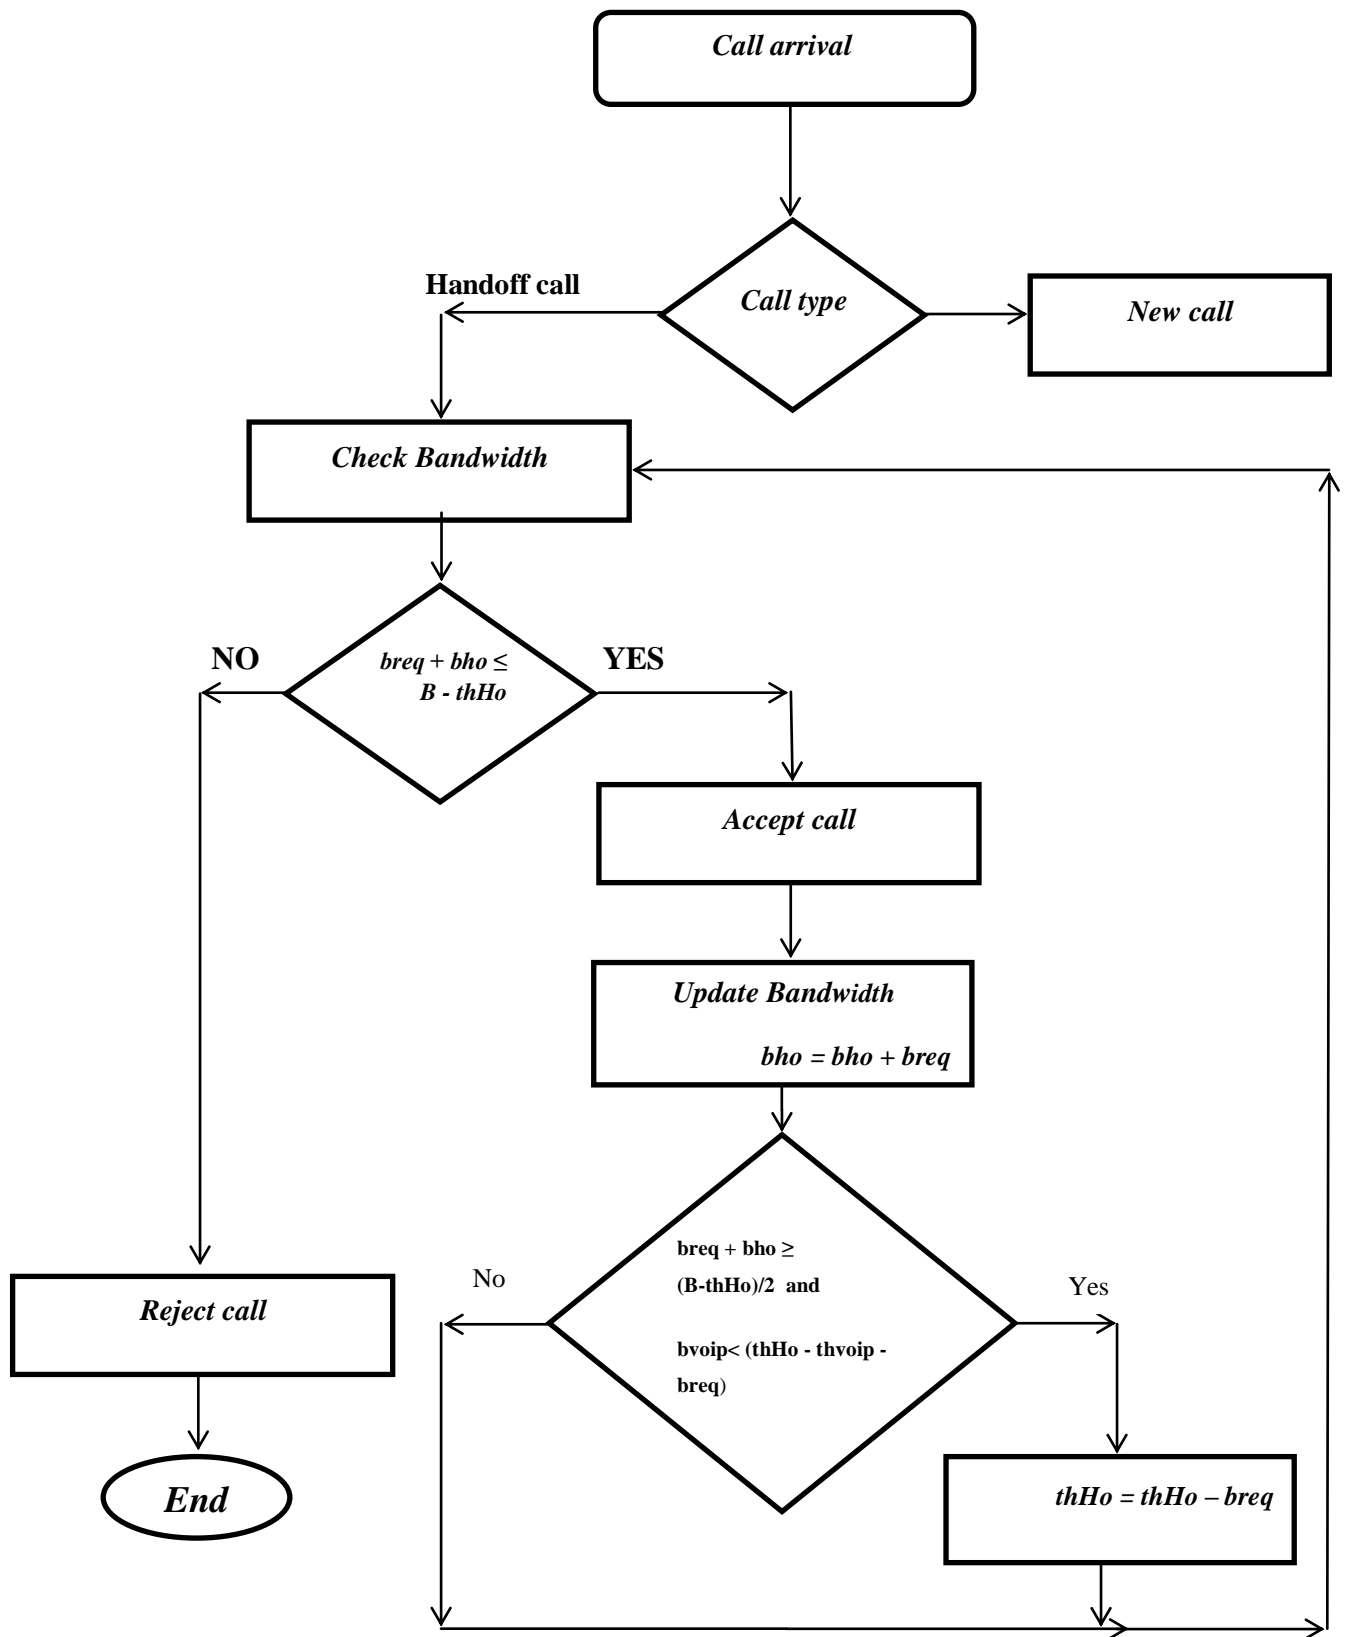 Call arrival
Handoff call
Call type
New call
Check Bandwidth
NO
breq + bho ≤
B - thHo
YES
Accept call
Update Bandwidth
bho = bho + breq
breq + bho ≥
(B-thHo)/2 and
bvoip< (thHo - thvoip -
breq)
No
Yes
Reject call
End
thHo = thHo – breq